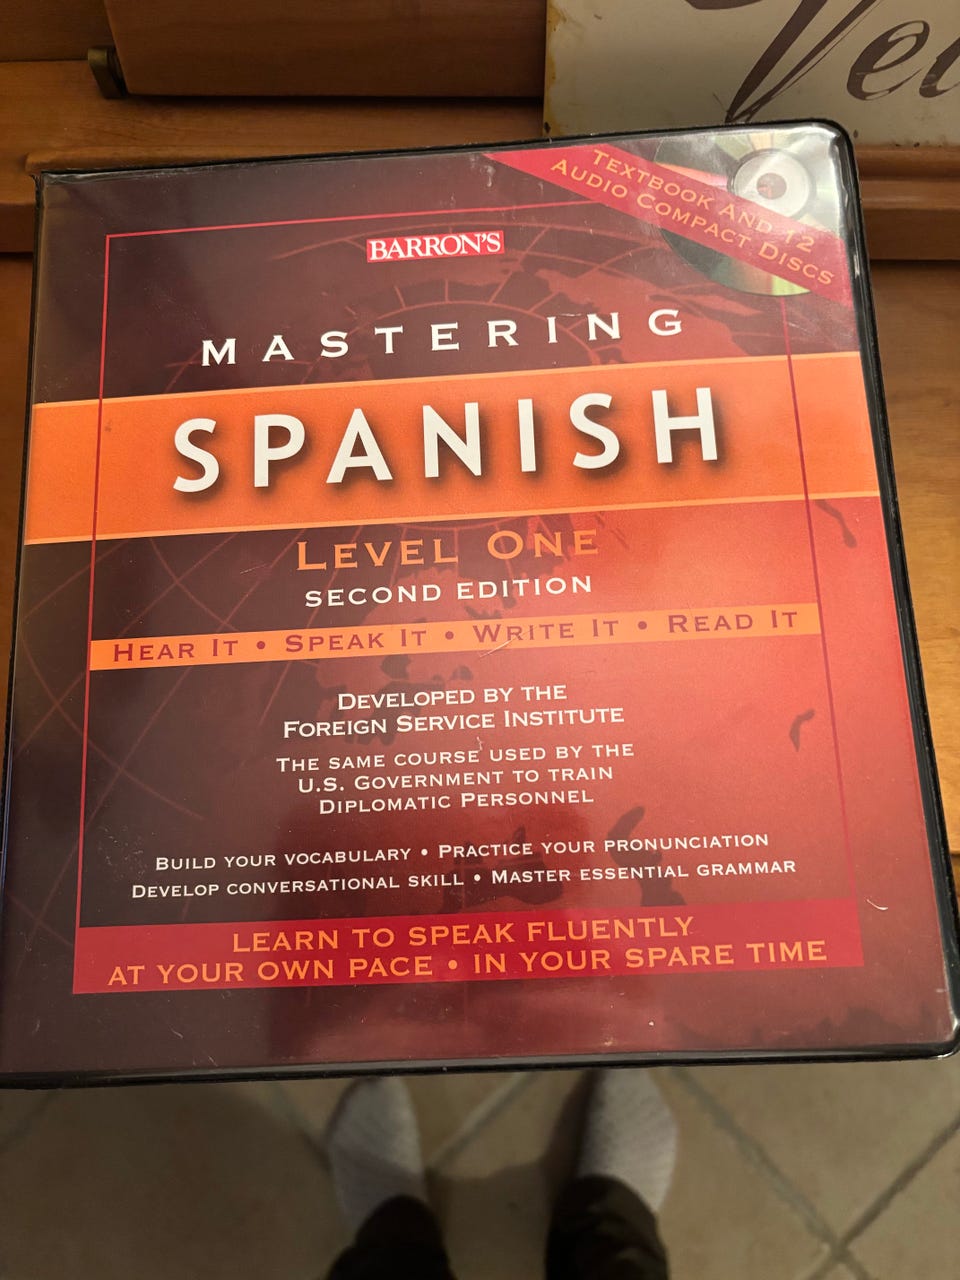 TEXTBOOK AND 12
AUDIO COMPACT DISCS
BARRON'S
MASTERING
SPANISH
LEVEL ONE
SECOND EDITION
HEAR IT • SPEAK IT • WRITE IT • READ IT
DEVELOPED BY THE
FOREIGN SERVICE INSTITUTE
THE SAME COURSE USED BY THE
U.S. GOVERNMENT TO TRAIN
DIPLOMATIC PERSONNEL
BUILD YOUR VOCABULARY • PRACTICE YOUR PRONUNCIATION
DEVELOP CONVERSATIONAL SKILL • MASTER ESSENTIAL GRAMMAR
LEARN TO SPEAK FLUENTLY
AT YOUR OWN PACE • IN YOUR SPARE TIME